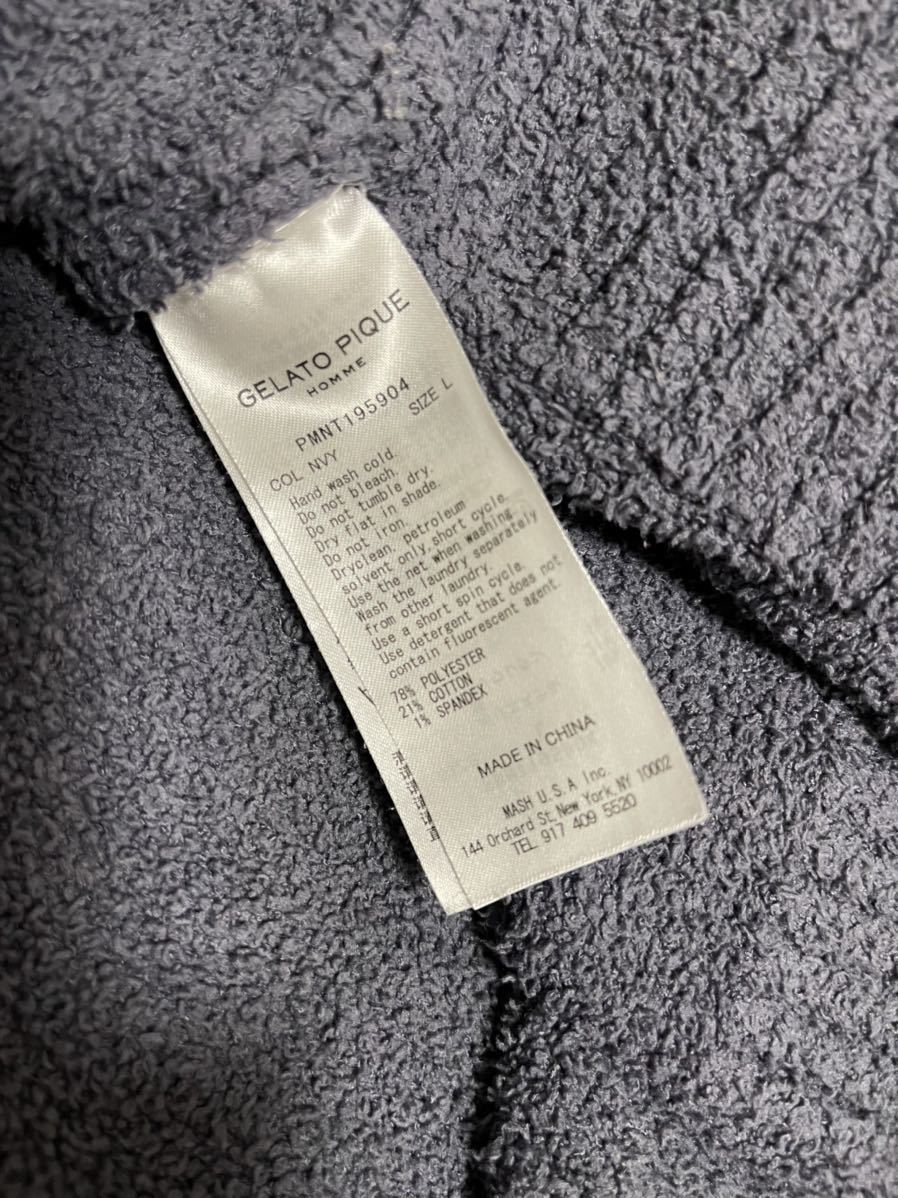 GELATO PIQUE
HOMME
PMNT195904
COL NVY SIZE L
Hand wash cold.
Do not bleach.
Do not tumble dry.
Dry flat in shade.
Do not iron.
Dryclean, petroleum
solvent only,short cycle.
Use the net when washing.
Wash the laundry separately
from other laundry.
Use a short spin cycle.
Use detergent that does not
contain fluorescent agent.
78% POLYESTER
21% COTTON
1% SPANDEX
MADE IN CHINA
MASH U.S.A Inc.
144 Orchard St, New York, NY 10002
TEL 917 409 5520